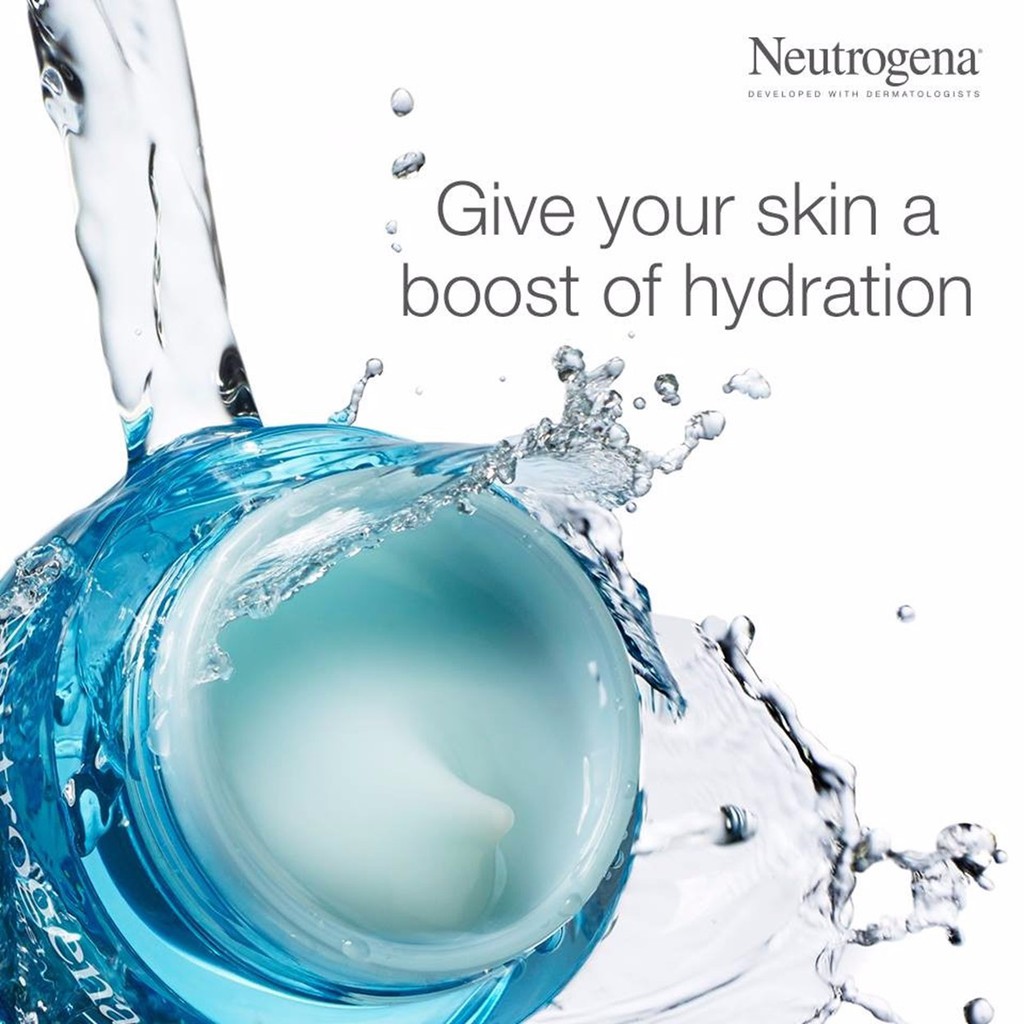 Neutrogena®
DEVELOPED WITH DERMATOLOGISTS
Give your skin a
boost of hydration